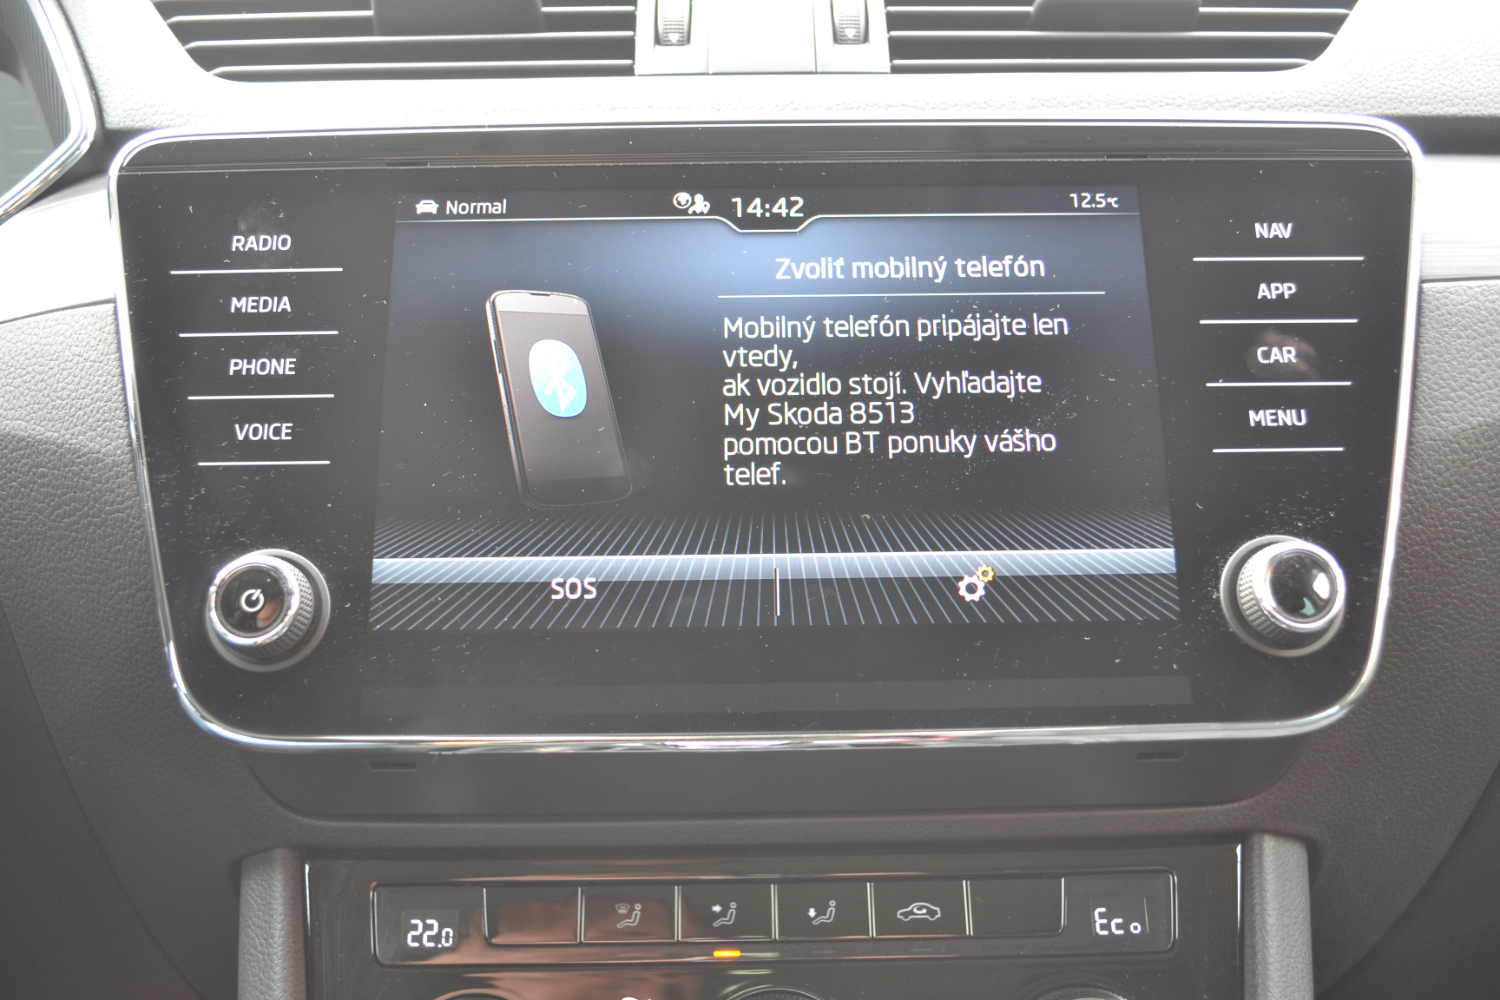 Normal
14:42
12.5°C
RADIO
MEDIA
PHONE
VOICE
Zvoliť mobilný telefón
Mobilný telefón pripájajte len
vtedy,
ak vozidlo stojí. Vyhľadajte
My Skoda 8513
pomocou BT ponuky vášho
telef.
SOS
NAV
APP
CAR
MENU
22.0
Eco